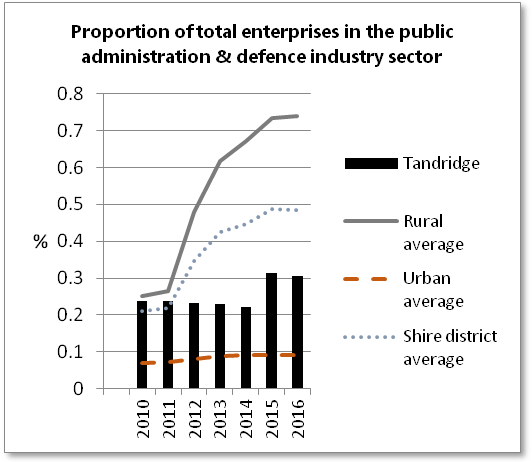 Proportion of total enterprises in the public
administration & defence industry sector
0.8
0.7
0.6
0.5
0.4
%
0.3
0.2
0.1
0
2010
2011
2012
2013
2014
2015
2016
Tandridge
Rural
average
Urban
average
Shire district
average